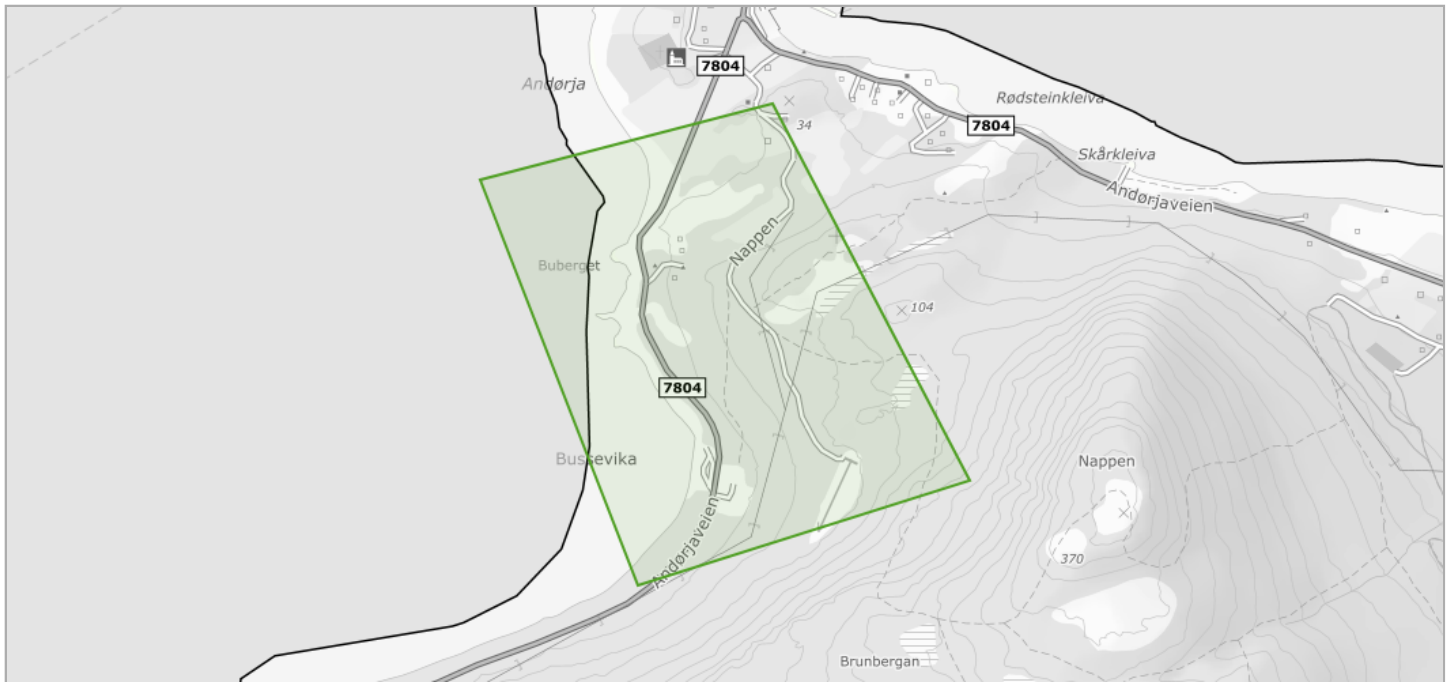 7804
Andørja
Rødsteinkleiva
34
7804
Skårkleiva
Andørjaveien
Nappen
Buberget
104
7804
Bussevika
Nappen
Andørjaveien
370
Brunbergan